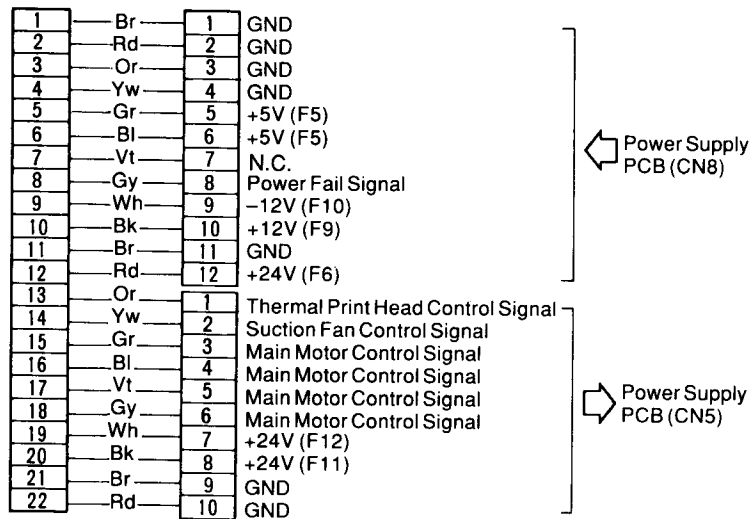 1 Br 1 GND
2 Rd 2 GND
3 Or 3 GND
4 Yw 4 GND
5 Gr 5 +5V (F5)
6 Bl 6 +5V (F5)
7 Vt 7 N.C.
8 Gy 8 Power Fail Signal
9 Wh 9 −12V (F10)
10 Bk 10 +12V (F9)
11 Br 11 GND
12 Rd 12 +24V (F6)
Power Supply
PCB (CN8)
13 Or 1 Thermal Print Head Control Signal
14 Yw 2 Suction Fan Control Signal
15 Gr 3 Main Motor Control Signal
16 Bl 4 Main Motor Control Signal
17 Vt 5 Main Motor Control Signal
18 Gy 6 Main Motor Control Signal
19 Wh 7 +24V (F12)
20 Bk 8 +24V (F11)
21 Br 9 GND
22 Rd 10 GND
Power Supply
PCB (CN5)